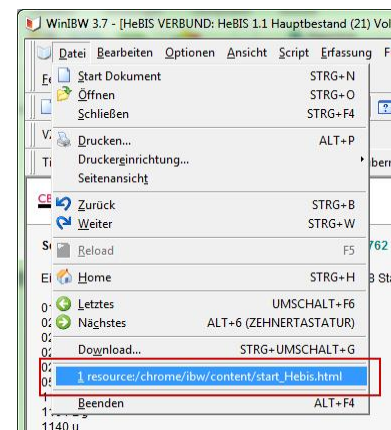 WinIBW 3.7 - [HeBIS VERBUND: HeBIS 1.1 Hauptbestand (21) Vol
Datei Bearbeiten Optionen Ansicht Script Erfassung
Start Dokument STRG+N
Öffnen STRG+O
Schließen STRG+F4
Drucken... ALT+P
Druckereinrichtung...
Seitenansicht
Zurück STRG+B
Weiter STRG+W
Reload F5
Home STRG+H
Letztes UMSCHALT+F6
Nächstes ALT+6 (ZEHNERTASTATUR)
Download... STRG+UMSCHALT+G
1 resource:/chrome/ibw/content/start_Hebis.html
Beenden ALT+F4
1140 u